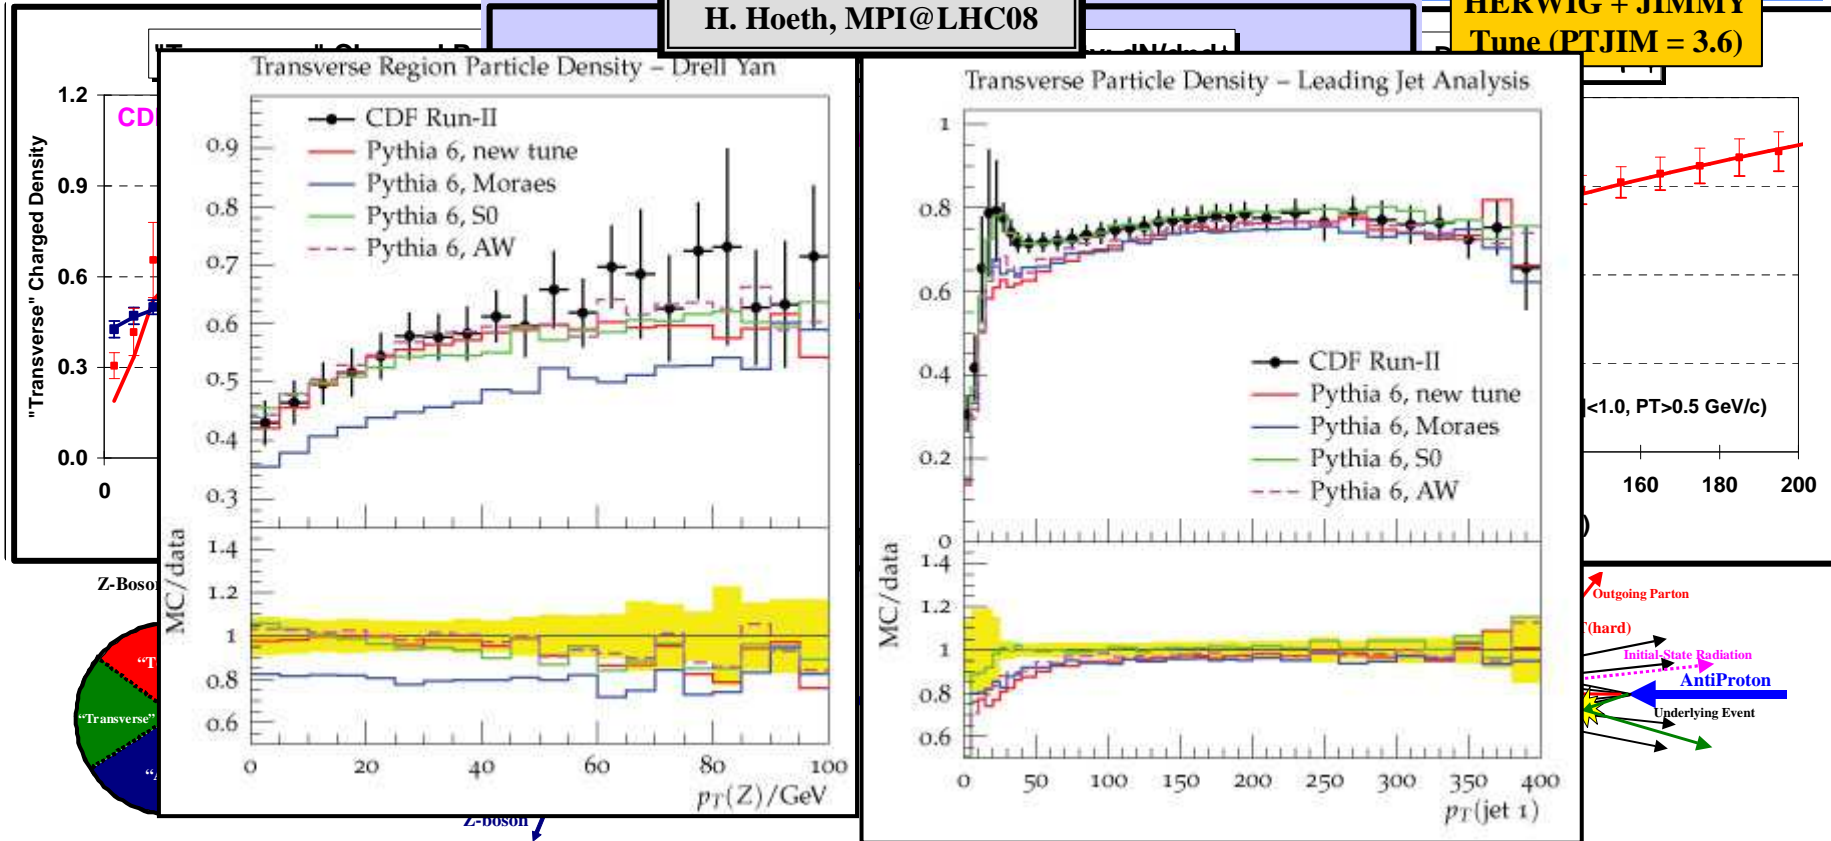 H. Hoeth, MPI@LHC08
HERWIG + JIMMY
Tune (PTJIM = 3.6)
Transverse Region Particle Density – Drell Yan
CDF Run-II
Pythia 6, new tune
Pythia 6, Moraes
Pythia 6, S0
Pythia 6, AW
0.9
0.8
0.7
0.6
0.5
0.4
0.3
MC/data
1.4
1.2
1
0.8
0.6
0
20
40
60
80
100
pT(Z)/GeV
Transverse Particle Density – Leading Jet Analysis
1
0.8
0.6
0.4
0.2
0
CDF Run-II
Pythia 6, new tune
Pythia 6, Moraes
Pythia 6, S0
Pythia 6, AW
MC/data
1.4
1.2
1
0.8
0.6
0
50
100
150
200
250
300
350
400
pT(jet 1)
"Transverse" Charged Density
1.2
0.9
0.6
0.3
0.0
0
<1.0, PT>0.5 GeV/c)
160
180
200
Outgoing Parton
(hard)
Initial-State Radiation
AntiProton
Underlying Event
"Transverse"
Z-boson